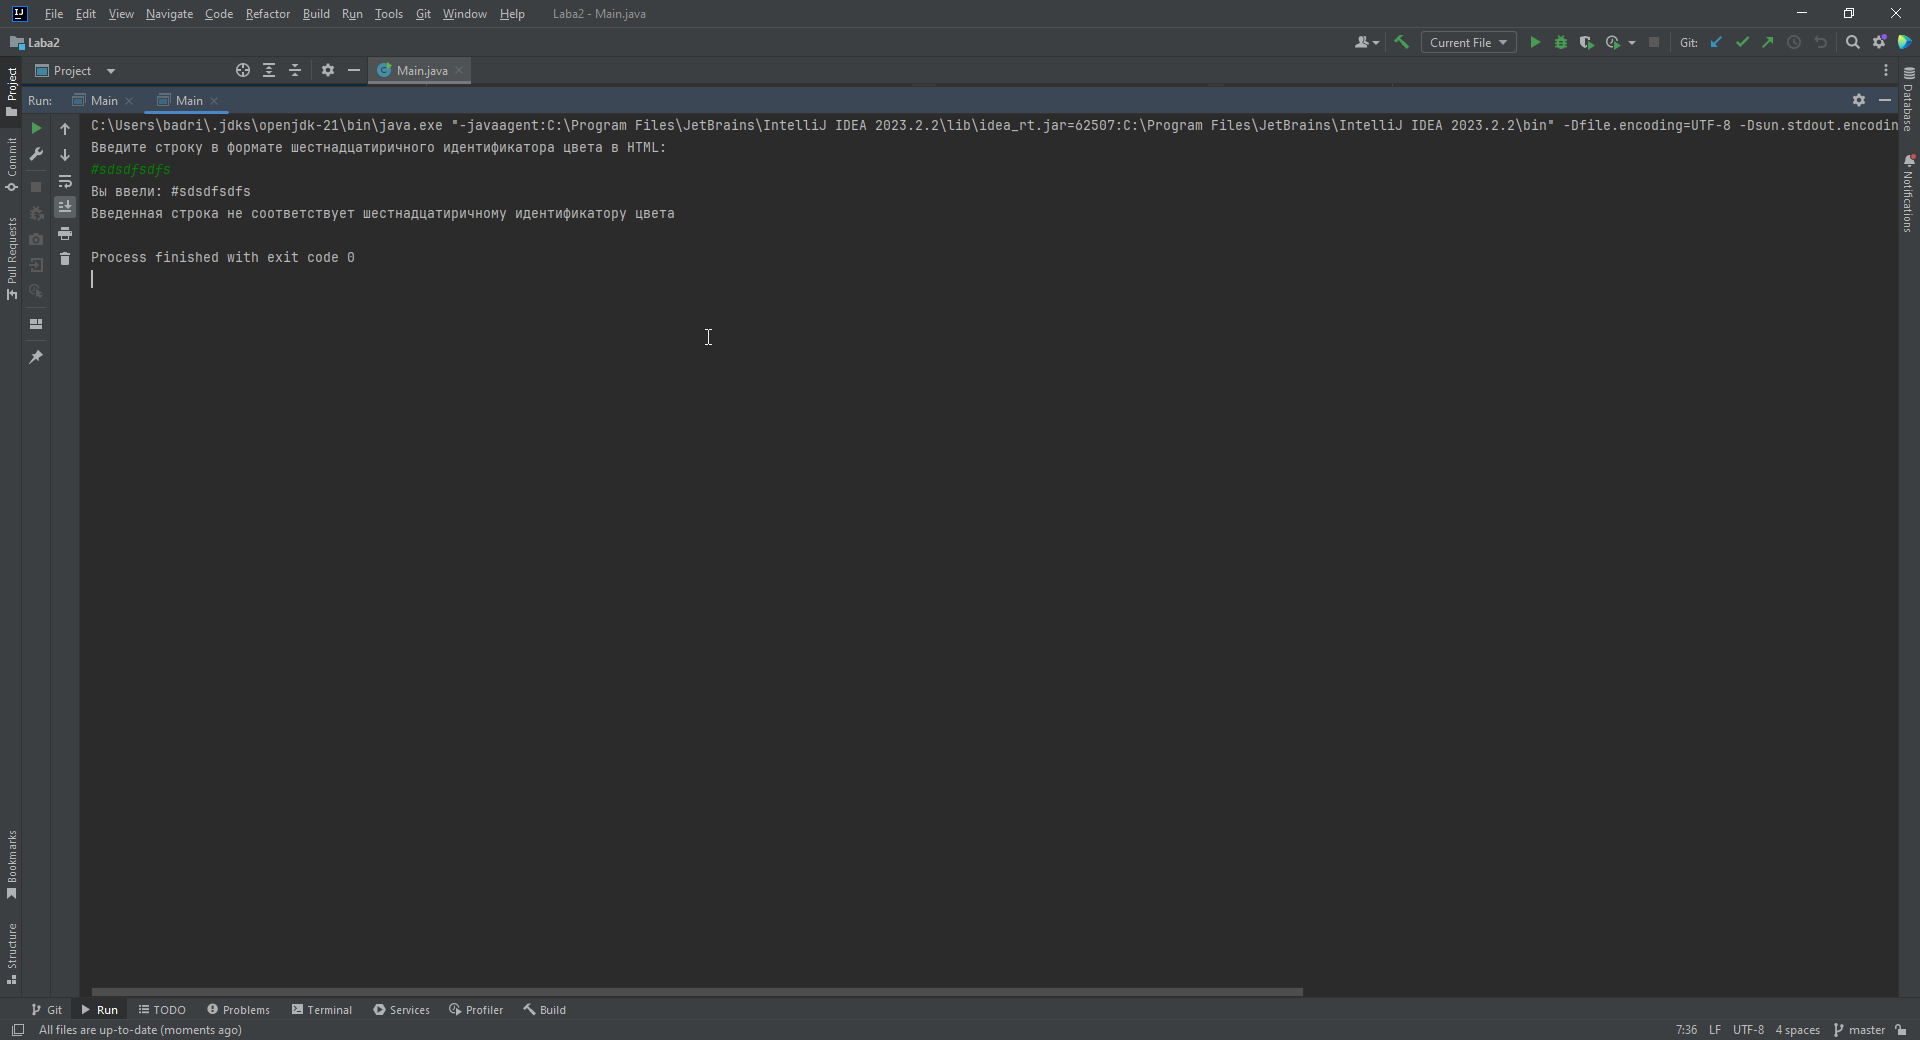 File Edit View Navigate Code Refactor Build Run Tools Git Window Help Laba2 - Main.java
Laba2
Current File
Git:
Project
Main.java
Run: Main Main
C:\Users\badri\.jdks\openjdk-21\bin\java.exe "-javaagent:C:\Program Files\JetBrains\IntelliJ IDEA 2023.2.2\lib\idea_rt.jar=62507:C:\Program Files\JetBrains\IntelliJ IDEA 2023.2.2\bin" -Dfile.encoding=UTF-8 -Dsun.stdout.encodin
Введите строку в формате шестнадцатиричного идентификатора цвета в HTML:
#sdsdfsdfs
Вы ввели: #sdsdfsdfs
Введенная строка не соответствует шестнадцатиричному идентификатору цвета
Process finished with exit code 0
Project
Commit
Pull Requests
Bookmarks
Structure
Database
Notifications
Git Run TODO Problems Terminal Services Profiler Build
All files are up-to-date (moments ago)
7:36 LF UTF-8 4 spaces master